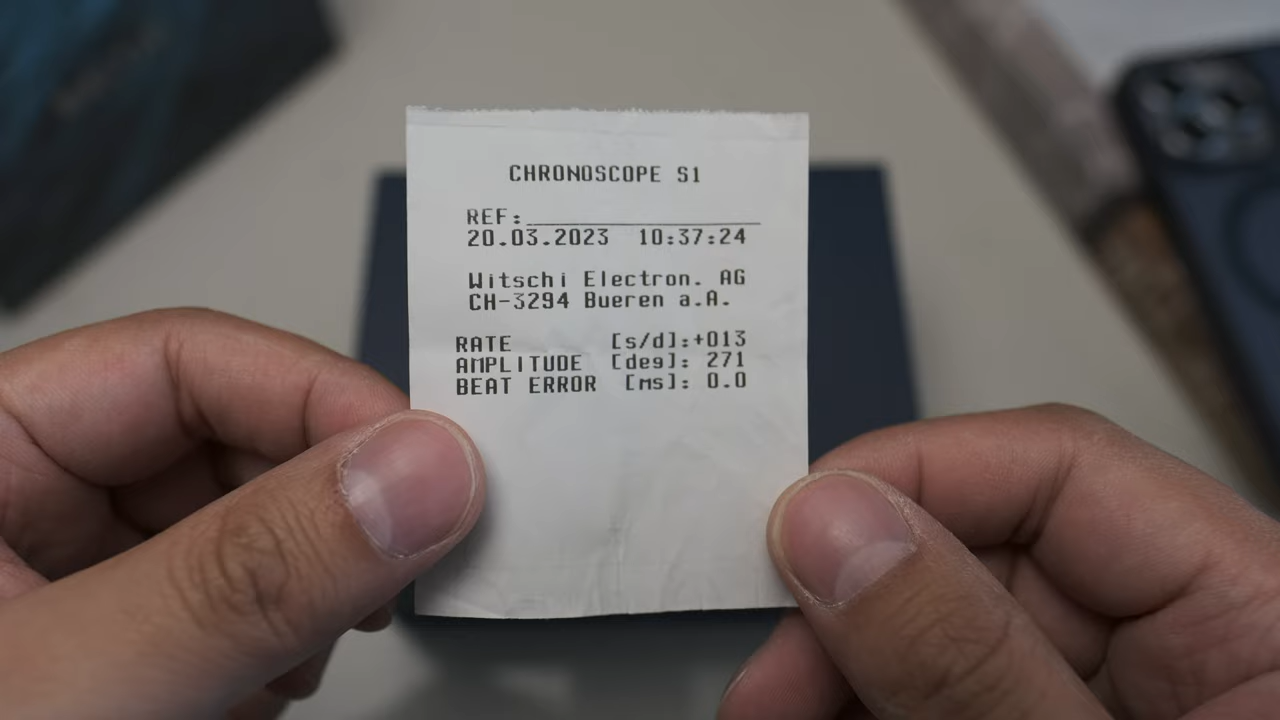 CHRONOSCOPE S1
REF:_______________
20.03.2023 10:37:24
Witschi Electron. AG
CH-3294 Bueren a.A.
RATE [s/d]:+013
AMPLITUDE [deg]: 271
BEAT ERROR [ms]: 0.0